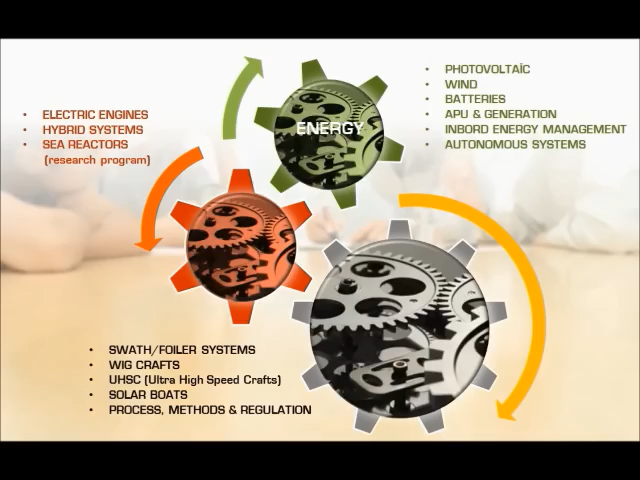 • PHOTOVOLTAÏC
• WIND
• BATTERIES
• APU & GENERATION
• INBORD ENERGY MANAGEMENT
• AUTONOMOUS SYSTEMS
• ELECTRIC ENGINES
• HYBRID SYSTEMS
• SEA REACTORS
(research program)
ENERGY
• SWATH/FOILER SYSTEMS
• WIG CRAFTS
• UHSC (Ultra High Speed Crafts)
• SOLAR BOATS
• PROCESS, METHODS & REGULATION